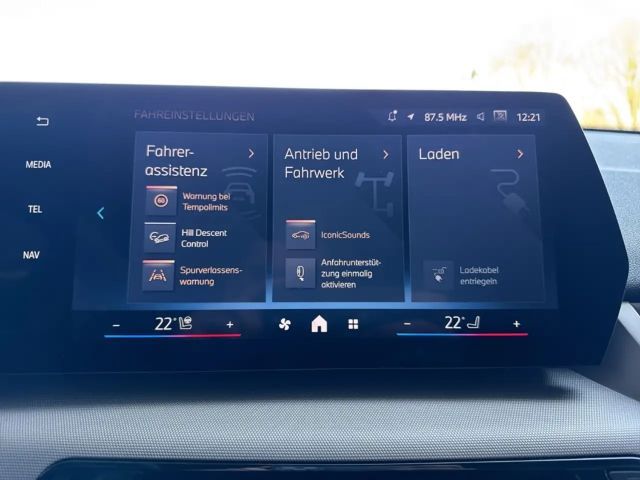 FAHREINSTELLUNGEN
87.5 MHz
12:21
MEDIA
TEL
NAV
Fahrer-
assistenz
60
Warnung bei
Tempolimits
Hill Descent
Control
Spurverlassens-
warnung
Antrieb und
Fahrwerk
IconicSounds
Anfahrunterstüt-
zung einmalig
aktivieren
Laden
Ladekabel
entriegeln
− 22° +
− 22° +